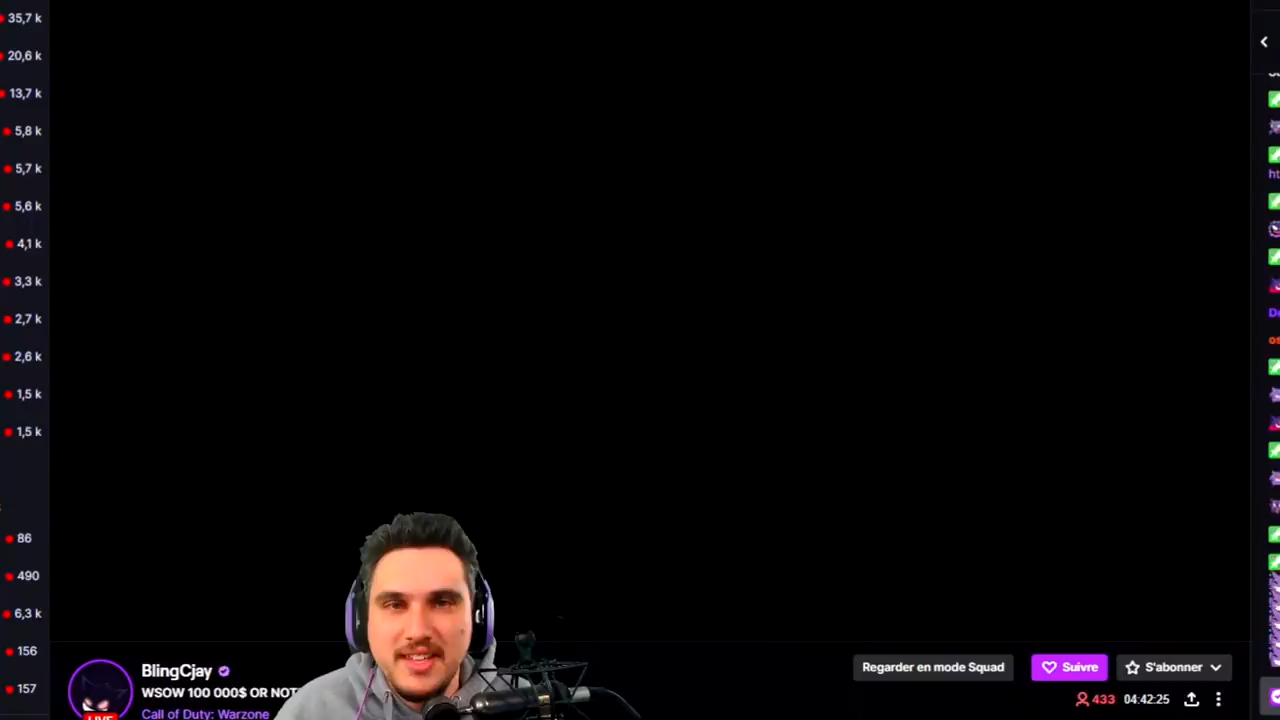 35,7 k
20,6 k
13,7 k
5,8 k
5,7 k
5,6 k
4,1 k
3,3 k
2,7 k
2,6 k
1,5 k
1,5 k
86
490
6,3 k
156
157
BlingCjay
WSOW 100 000$ OR NOT
Call of Duty: Warzone
LIVE
Regarder en mode Squad
Suivre
S'abonner
433
04:42:25
ht